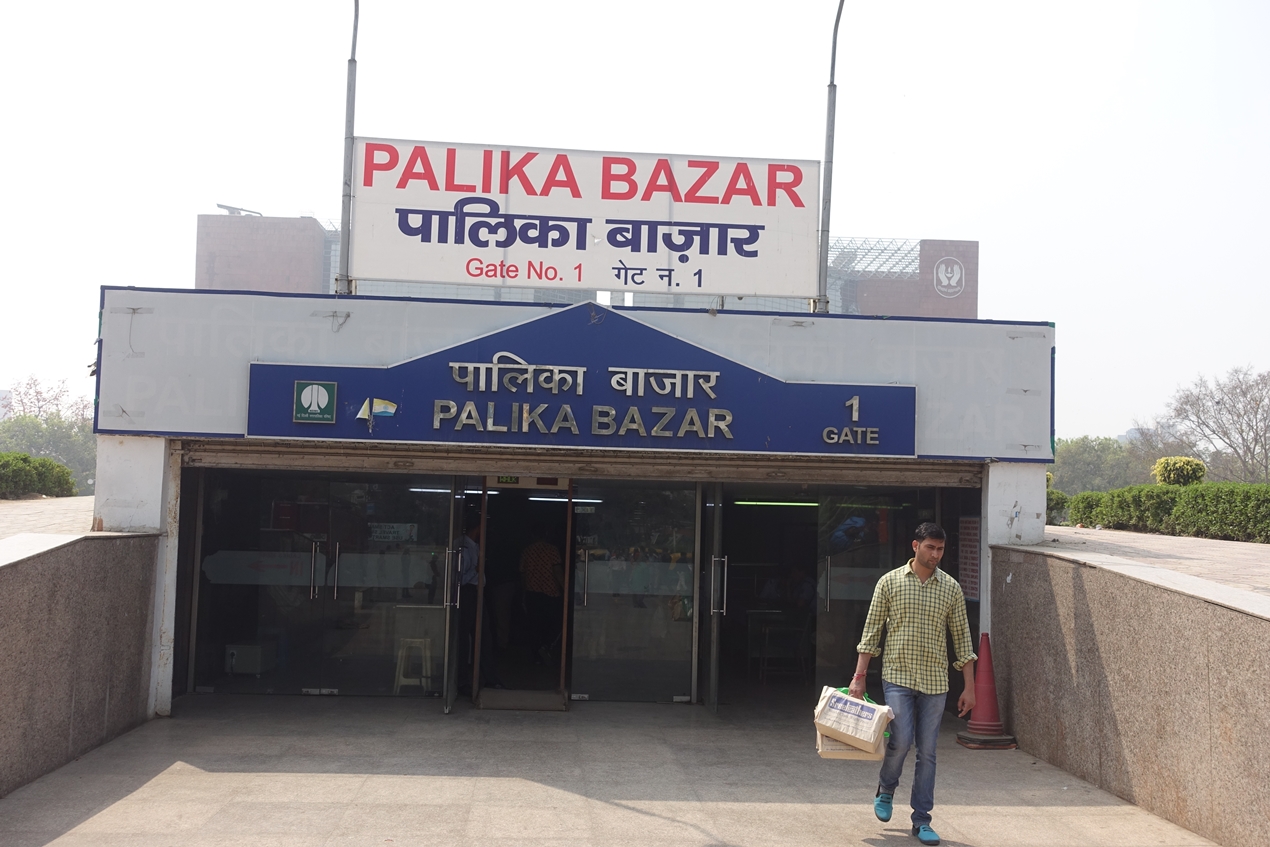 PALIKA BAZAR
पालिका बाज़ार
Gate No. 1 गेट न. 1
पालिका बाजार
PALIKA BAZAR
1
GATE